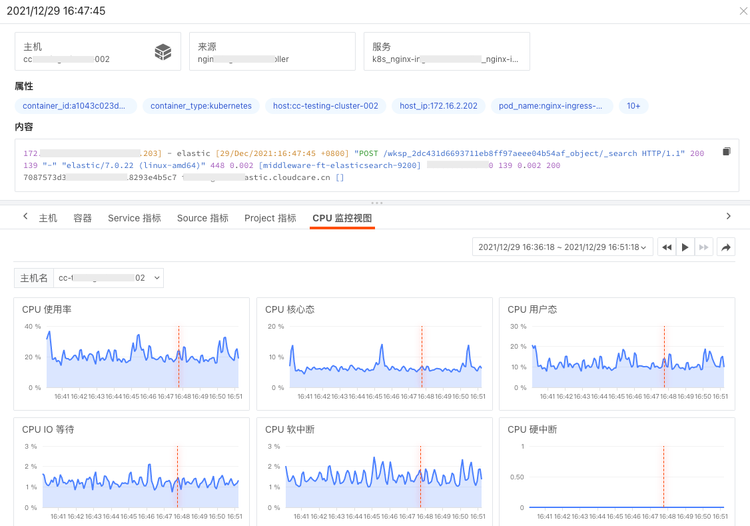 2021/12/29 16:47:45
主机 来源 服务
cc 002 ngin ller k8s_nginx-in _nginx-i...
属性
container_id:a1043c023d... container_type:kubernetes host:cc-testing-cluster-002 host_ip:172.16.2.202 pod_name:nginx-ingress-... 10+
内容
172. .203] - elastic [29/Dec/2021:16:47:45 +0800] "POST /wksp_2dc431d6693711eb8ff97aeee04b54af_object/_search HTTP/1.1" 200
139 "-" "elastic/7.0.22 (linux-amd64)" 448 0.002 [middleware-ft-elasticsearch-9200] 0 139 0.002 200
7087573d3 .8293e4b5c7 astic.cloudcare.cn []
主机 容器 Service 指标 Source 指标 Project 指标 CPU 监控视图
2021/12/29 16:36:18 ~ 2021/12/29 16:51:18
主机名 cc-t 02
CPU 使用率 CPU 核心态 CPU 用户态
40 % 20 % 30 %
20 % 10 % 20 %
10 %
0 % 0 % 0 %
16:41 16:42 16:43 16:44 16:45 16:46 16:47 16:48 16:49 16:50 16:51 16:41 16:42 16:43 16:44 16:45 16:46 16:47 16:48 16:49 16:50 16:51 16:41 16:42 16:43 16:44 16:45 16:46 16:47 16:48 16:49 16:50 16:51
CPU IO 等待 CPU 软中断 CPU 硬中断
3 % 3 % 1
2 % 2 % 0.50
1 % 1 %
0 % 0 % 0
16:41 16:42 16:43 16:44 16:45 16:46 16:47 16:48 16:49 16:50 16:51 16:41 16:42 16:43 16:44 16:45 16:46 16:47 16:48 16:49 16:50 16:51 16:41 16:42 16:43 16:44 16:45 16:46 16:47 16:48 16:49 16:50 16:51